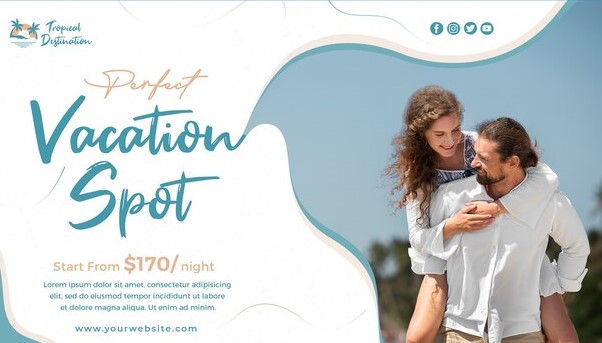 Tropical
Destination
Perfect
Vacation
Spot
Start From $170/ night
Lorem ipsum dolor sit amet, consectetur adipisicing
elit, sed do eiusmod tempor incididunt ut labore
et dolore magna aliqua. Ut enim ad minim.
www.yourwebsite.com